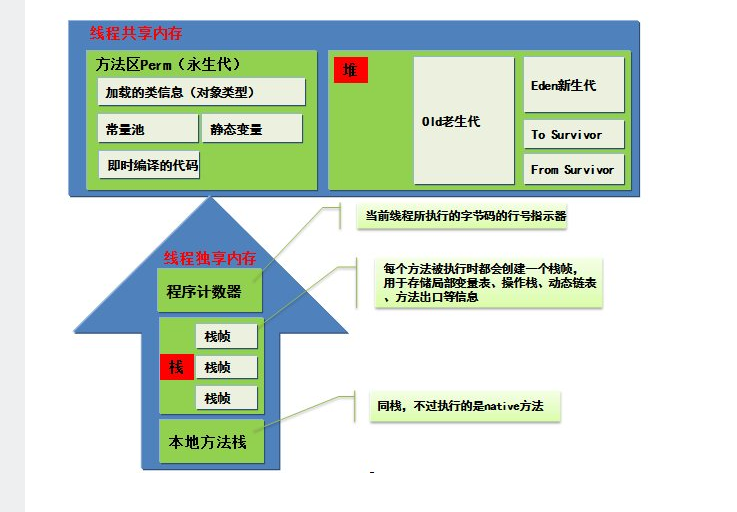 线程共享内存
方法区Perm（永生代）
加载的类信息（对象类型）
常量池
静态变量
即时编译的代码
堆
Old老生代
Eden新生代
To Survivor
From Survivor
线程独享内存
程序计数器
当前线程所执行的字节码的行号指示器
栈
栈帧
栈帧
栈帧
每个方法被执行时都会创建一个栈帧，
用于存储局部变量表、操作栈、动态链表
、方法出口等信息
本地方法栈
同栈，不过执行的是native方法